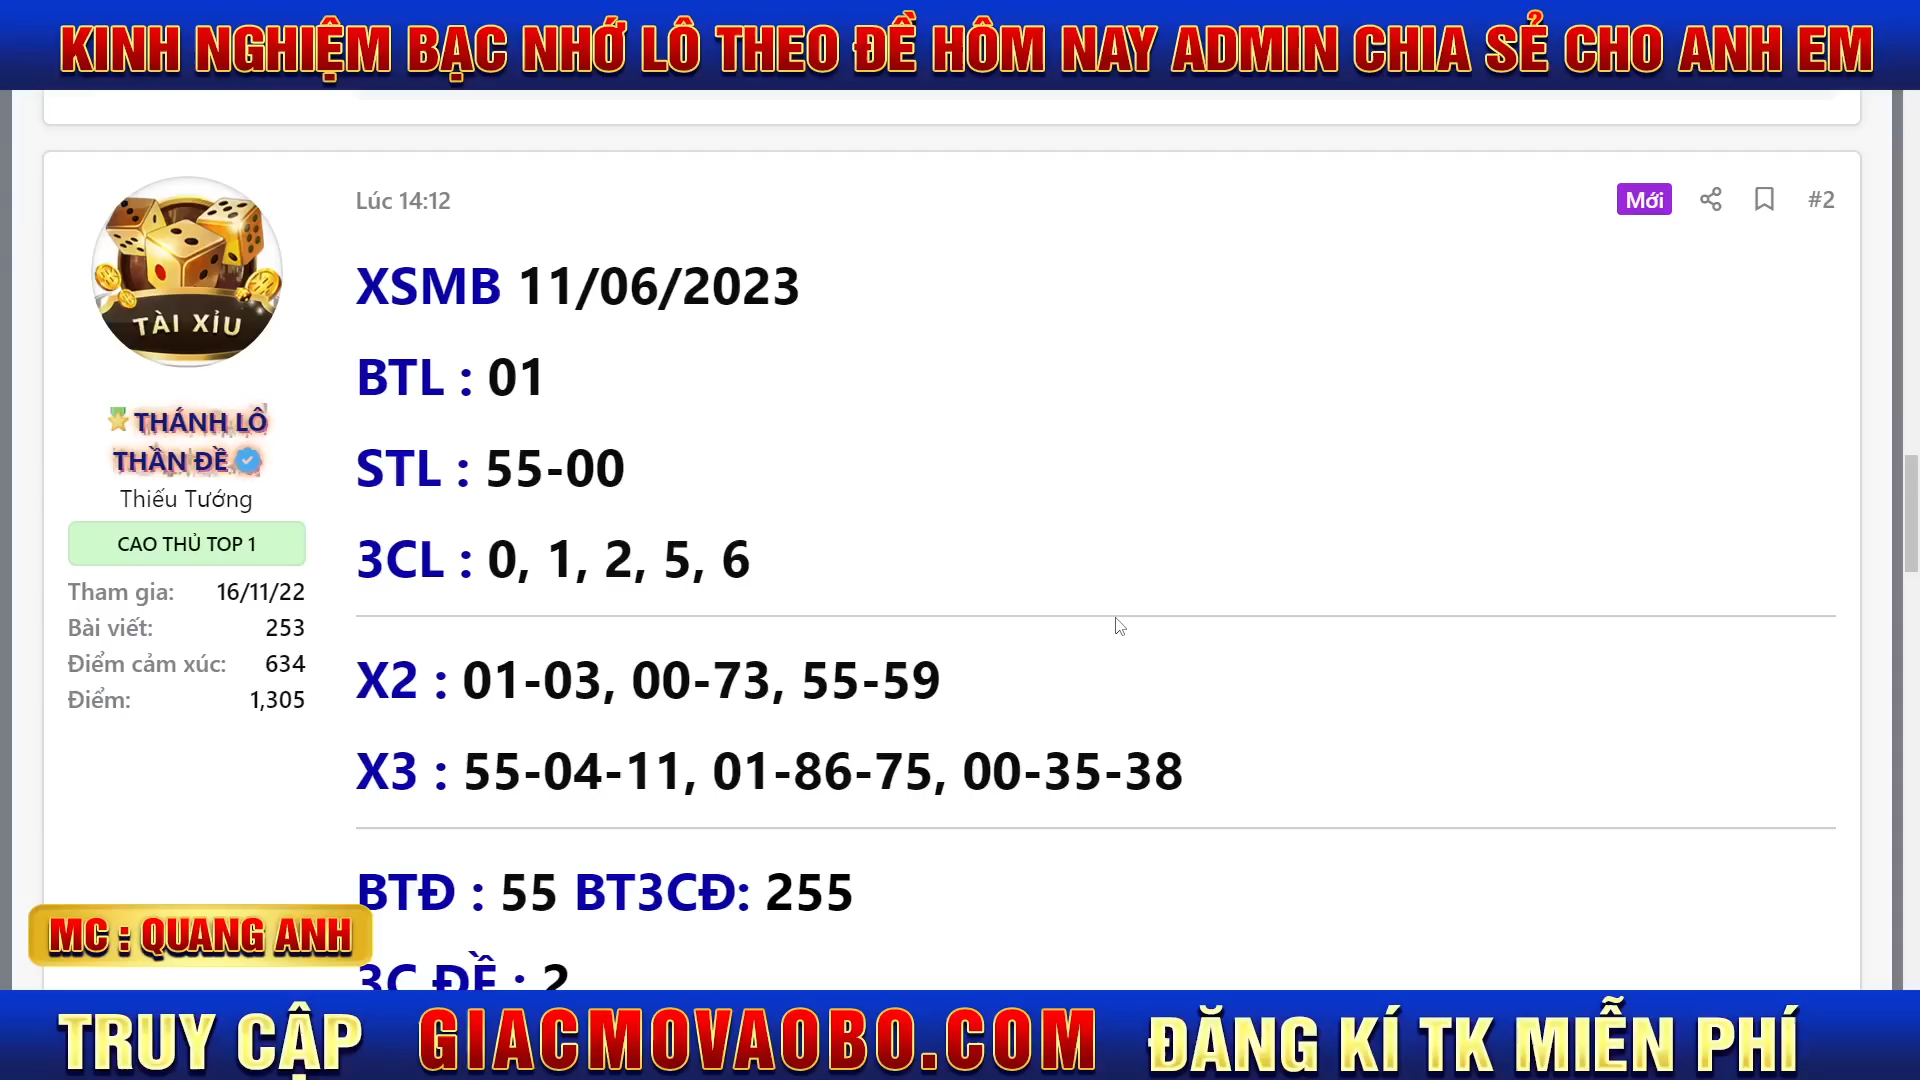 KINH NGHIỆM BẠC NHỚ LÔ THEO ĐỀ HÔM NAY ADMIN CHIA SẺ CHO ANH EM
Lúc 14:12
Mới
#2
TÀI XỈU
THÁNH LÔ
THẦN ĐỀ
Thiếu Tướng
CAO THỦ TOP 1
Tham gia: 16/11/22
Bài viết: 253
Điểm cảm xúc: 634
Điểm: 1,305
XSMB 11/06/2023
BTL : 01
STL : 55-00
3CL : 0, 1, 2, 5, 6
X2 : 01-03, 00-73, 55-59
X3 : 55-04-11, 01-86-75, 00-35-38
BTĐ : 55 BT3CĐ: 255
3C ĐỀ : 2
MC : QUANG ANH
TRUY CẬP GIACMOVAOBO.COM ĐĂNG KÍ TK MIỄN PHÍ